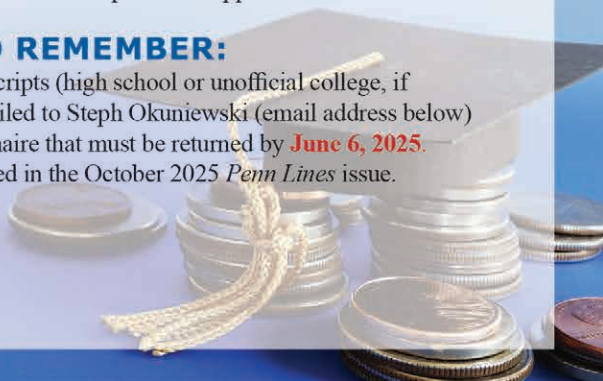 REMEMBER:
cripts (high school or unofficial college, if
iled to Steph Okuniewski (email address below)
naire that must be returned by June 6, 2025.
ed in the October 2025 Penn Lines issue.